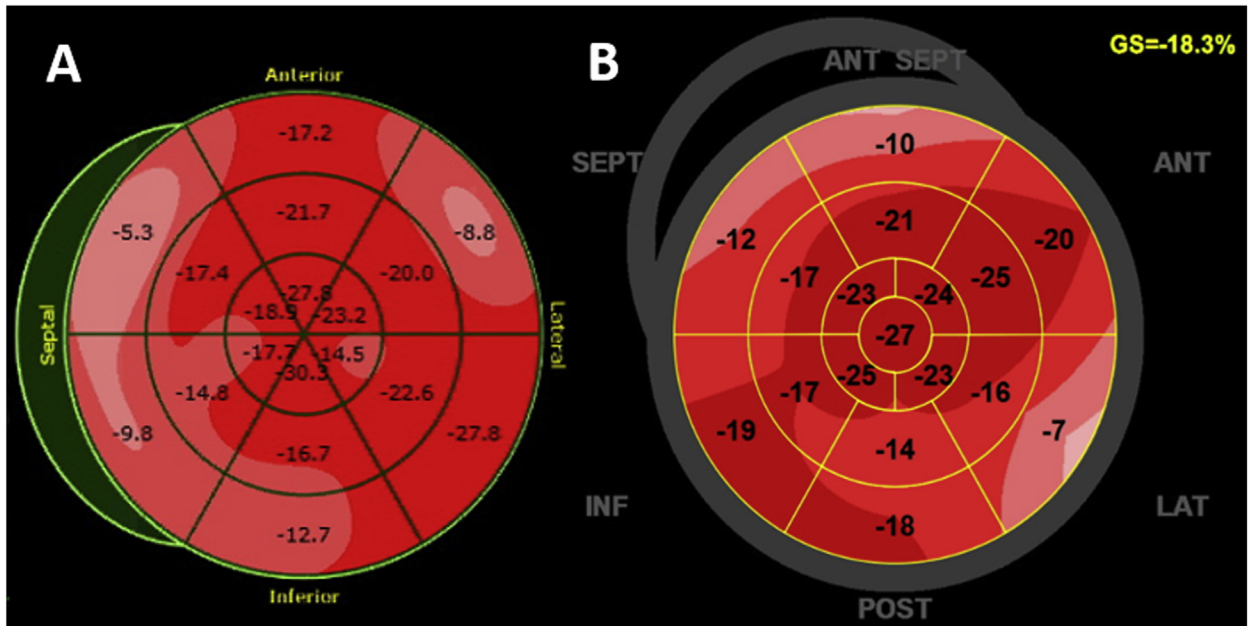 A
Anterior
-17.2
-21.7
-5.3
-8.8
-17.4
-20.0
-27.8
-18.9
-23.2
Septal
Lateral
-17.7
-14.5
-30.3
-14.8
-22.6
-9.8
-27.8
-16.7
-12.7
Inferior
B
GS=-18.3%
ANT SEPT
SEPT
ANT
-10
-21
-12
-20
-17
-25
-23
-24
-27
-25
-23
-17
-16
-19
-7
-14
-18
INF
LAT
POST